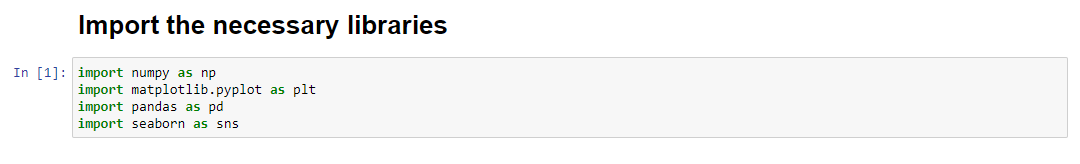 Import the necessary libraries
In [1]: import numpy as np
import matplotlib.pyplot as plt
import pandas as pd
import seaborn as sns